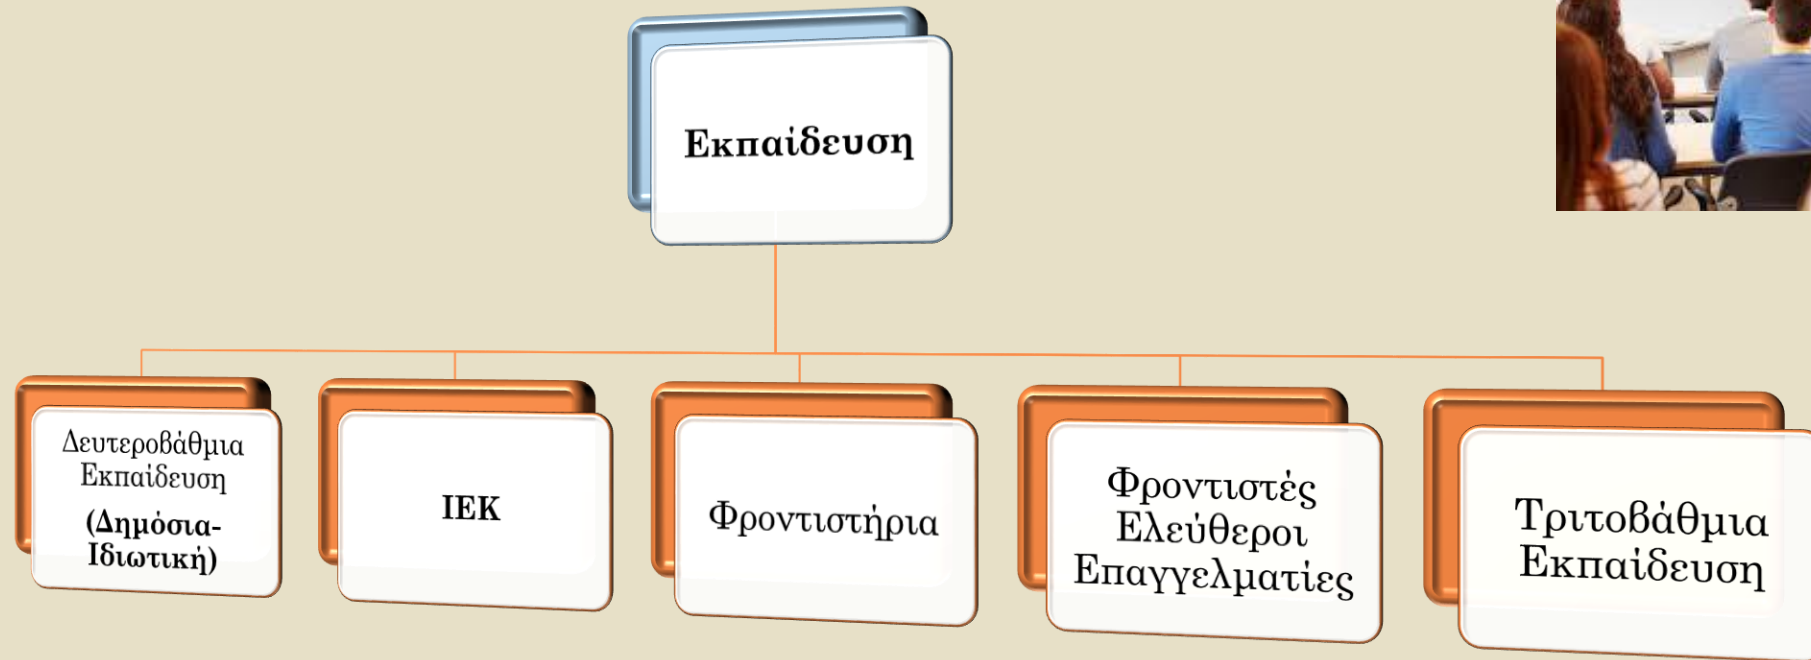 Εκπαίδευση
Δευτεροβάθμια
Εκπαίδευση
(Δημόσια-
Ιδιωτική)
ΙΕΚ
Φροντιστήρια
Φροντιστές
Ελεύθεροι
Επαγγελματίες
Τριτοβάθμια
Εκπαίδευση